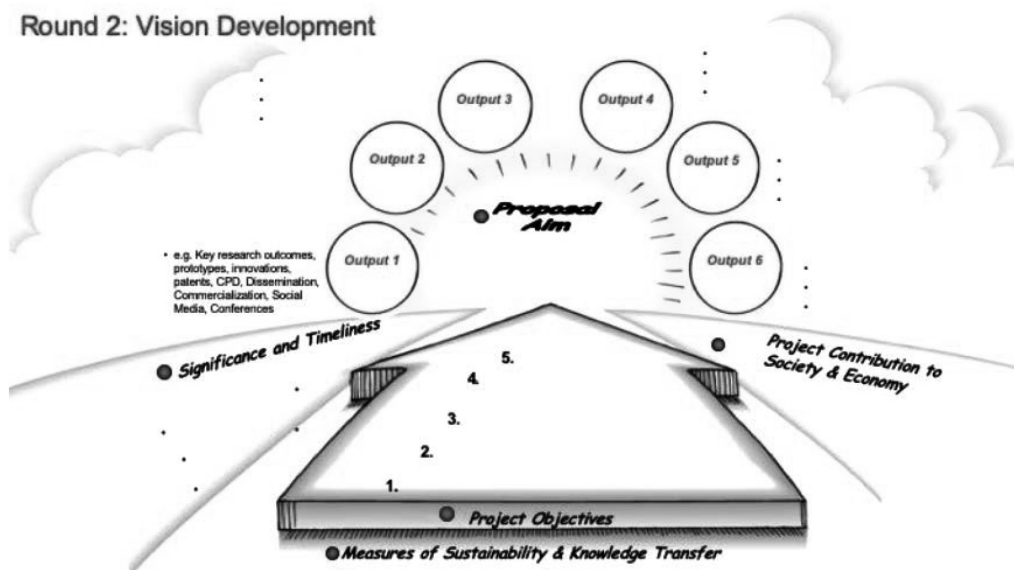 Round 2: Vision Development
Output 3
Output 4
Output 2
Output 5
Proposal
Aim
Output 1
Output 6
• e.g. Key research outcomes,
prototypes, innovations,
patents, CPD, Dissemination,
Commercialization, Social
Media, Conferences
Significance and Timeliness
Project Contribution to
Society & Economy
5.
4.
3.
2.
1.
Project Objectives
Measures of Sustainability & Knowledge Transfer